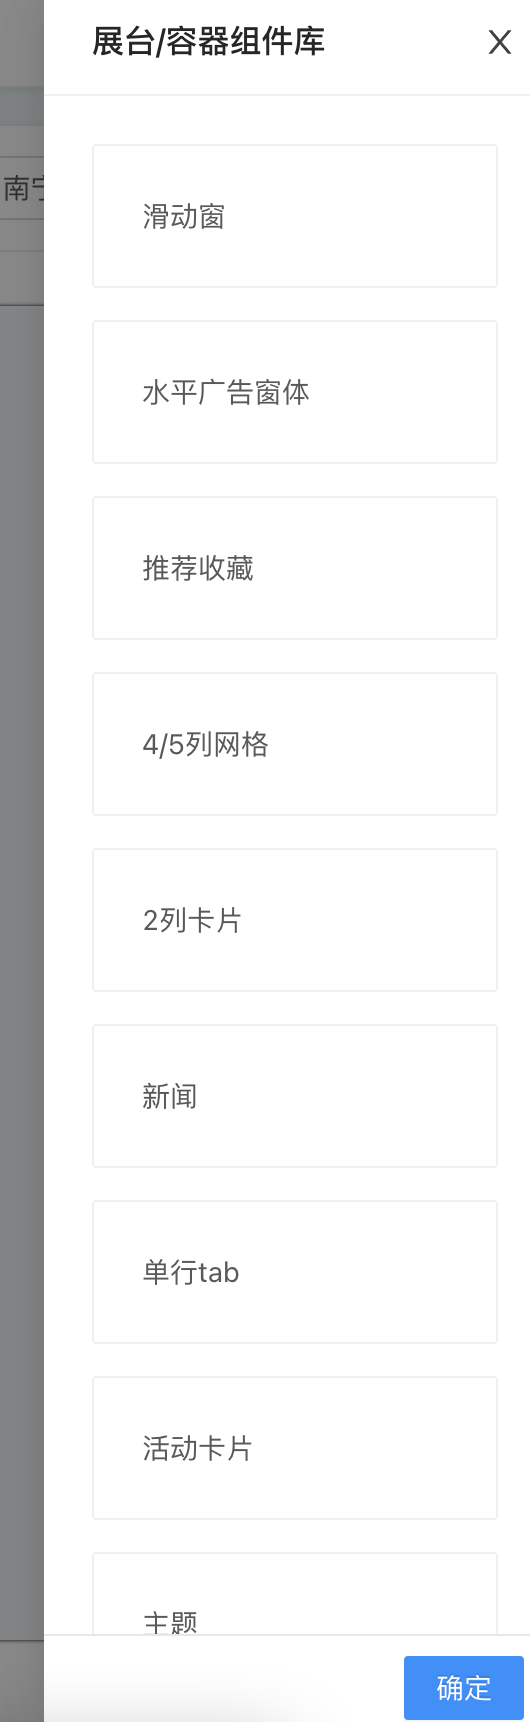 展台/容器组件库
南宁
滑动窗
水平广告窗体
推荐收藏
4/5列网格
2列卡片
新闻
单行tab
活动卡片
主题
确定